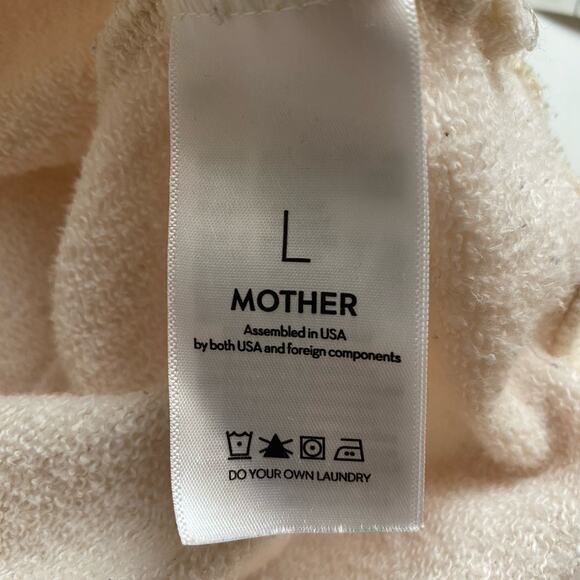 L
MOTHER
Assembled in USA
by both USA and foreign components
DO YOUR OWN LAUNDRY